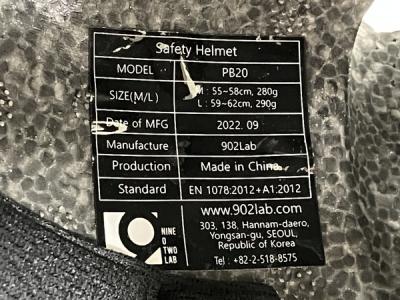 Safety Helmet
MODEL PB20
SIZE(M/L) M : 55~58cm, 280g
L : 59~62cm, 290g
Date of MFG 2022. 09
Manufacture 902Lab
Production Made in China
Standard EN 1078:2012+A1:2012
NINE
O
TWO
LAB
www.902lab.com
303, 138, Hannam-daero,
Yongsan-gu, SEOUL,
Republic of Korea
Tel : +82-2-518-8575